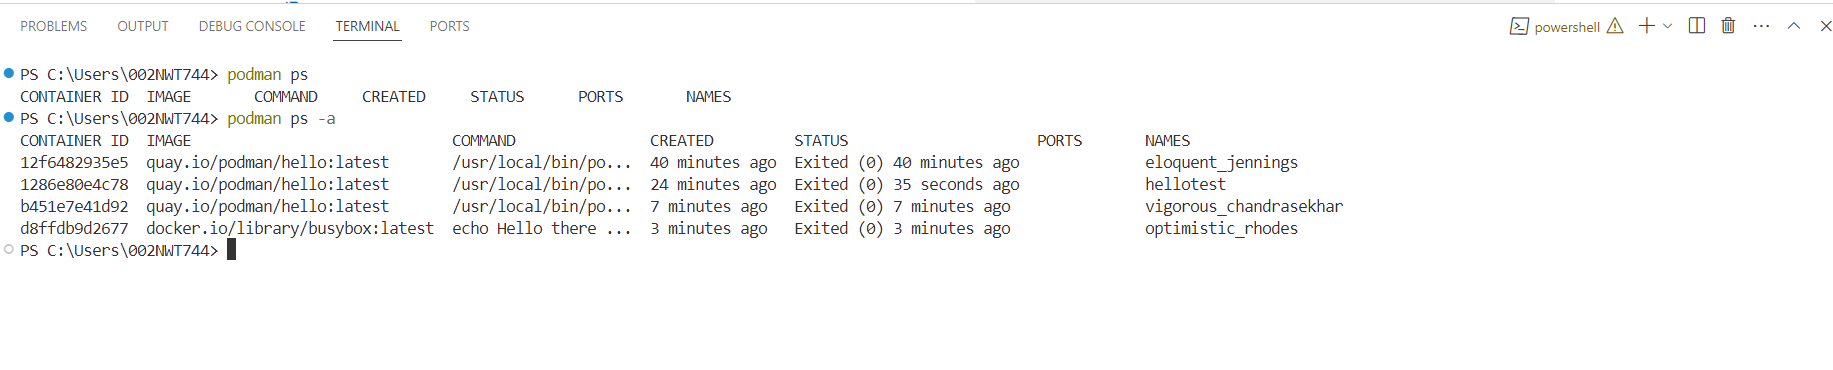 PROBLEMS OUTPUT DEBUG CONSOLE TERMINAL PORTS powershell
PS C:\Users\002NWT744> podman ps
CONTAINER ID  IMAGE       COMMAND     CREATED     STATUS      PORTS       NAMES
PS C:\Users\002NWT744> podman ps -a
CONTAINER ID  IMAGE                             COMMAND               CREATED         STATUS                     PORTS       NAMES
12f6482935e5  quay.io/podman/hello:latest       /usr/local/bin/po...  40 minutes ago  Exited (0) 40 minutes ago              eloquent_jennings
1286e80e4c78  quay.io/podman/hello:latest       /usr/local/bin/po...  24 minutes ago  Exited (0) 35 seconds ago              hellotest
b451e7e41d92  quay.io/podman/hello:latest       /usr/local/bin/po...  7 minutes ago   Exited (0) 7 minutes ago               vigorous_chandrasekhar
d8ffdb9d2677  docker.io/library/busybox:latest  echo Hello there ...  3 minutes ago   Exited (0) 3 minutes ago               optimistic_rhodes
PS C:\Users\002NWT744>